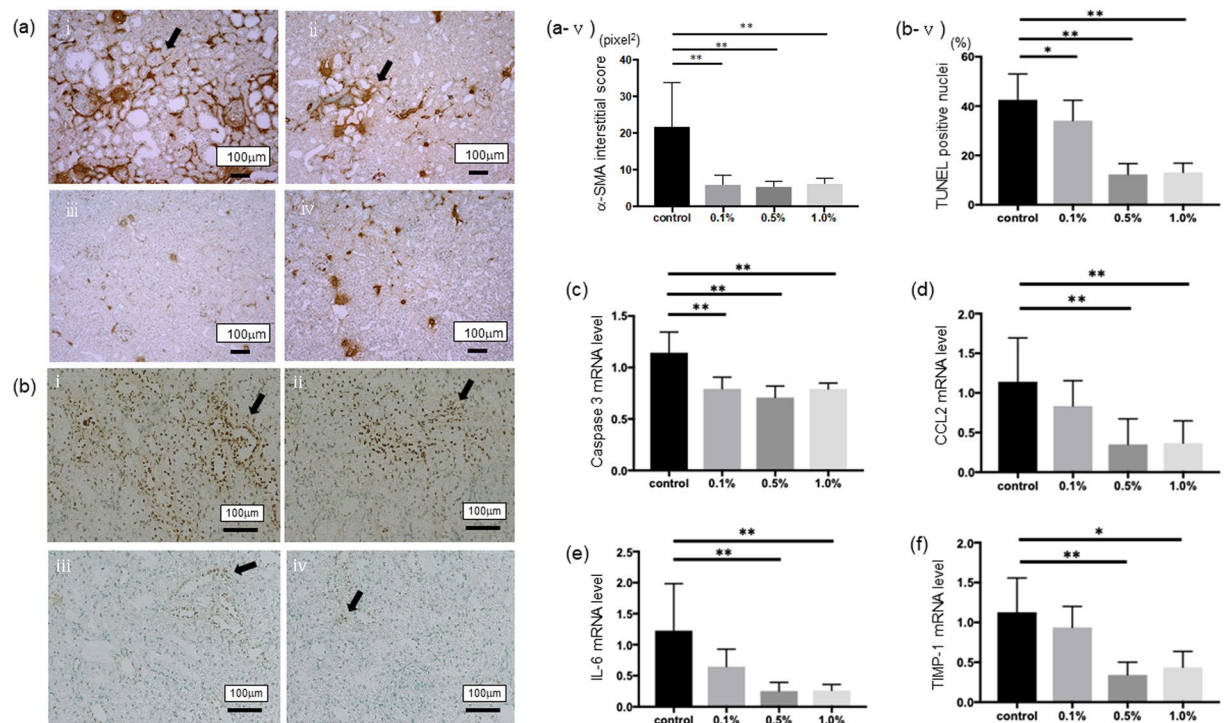 (a)
i
100μm
ii
100μm
iii
100μm
iv
100μm
(b)
i
100μm
ii
100μm
iii
100μm
iv
100μm
(a-v)
(pixel²)
**
**
**
α-SMA interstitial score
40
30
20
10
0
control 0.1% 0.5% 1.0%
b-v)
(%)
**
**
*
TUNEL positive nuclei
60
40
20
0
control 0.1% 0.5% 1.0%
(c)
**
**
**
Caspase 3 mRNA level
1.5
1.0
0.5
0.0
control 0.1% 0.5% 1.0%
(d)
**
**
CCL2 mRNA level
2.0
1.5
1.0
0.5
0.0
control 0.1% 0.5% 1.0%
(e)
**
**
IL-6 mRNA level
2.5
2.0
1.5
1.0
0.5
0.0
control 0.1% 0.5% 1.0%
(f)
*
**
TIMP-1 mRNA level
2.0
1.5
1.0
0.5
0.0
control 0.1% 0.5% 1.0%